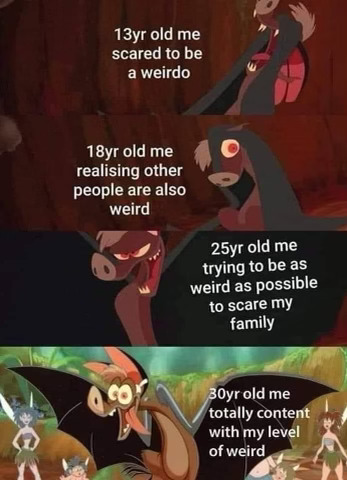 13yr old me
scared to be
a weirdo
18yr old me
realising other
people are also
weird
25yr old me
trying to be as
weird as possible
to scare my
family
30yr old me
totally content
with my level
of weird